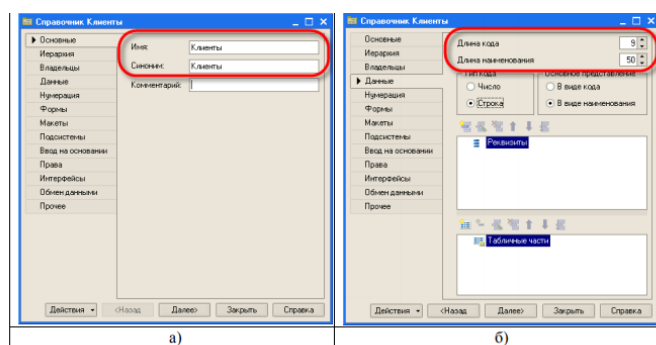 Справочник Клиенты
Основные
Иерархия
Владельцы
Данные
Нумерация
Формы
Макеты
Подсистемы
Ввод на основании
Права
Интерфейсы
Обмен данными
Прочее
Имя: Клиенты
Синоним: Клиенты
Комментарий:
Действия <Назад Далее> Закрыть Справка
а)
Справочник Клиенты
Основные
Иерархия
Владельцы
Данные
Нумерация
Формы
Макеты
Подсистемы
Ввод на основании
Права
Интерфейсы
Обмен данными
Прочее
Длина кода 9
Длина наименования 50
Тип кода
Число
Строка
Основное представление
В виде кода
В виде наименования
Реквизиты
Табличные части
Действия <Назад Далее> Закрыть Справка
б)